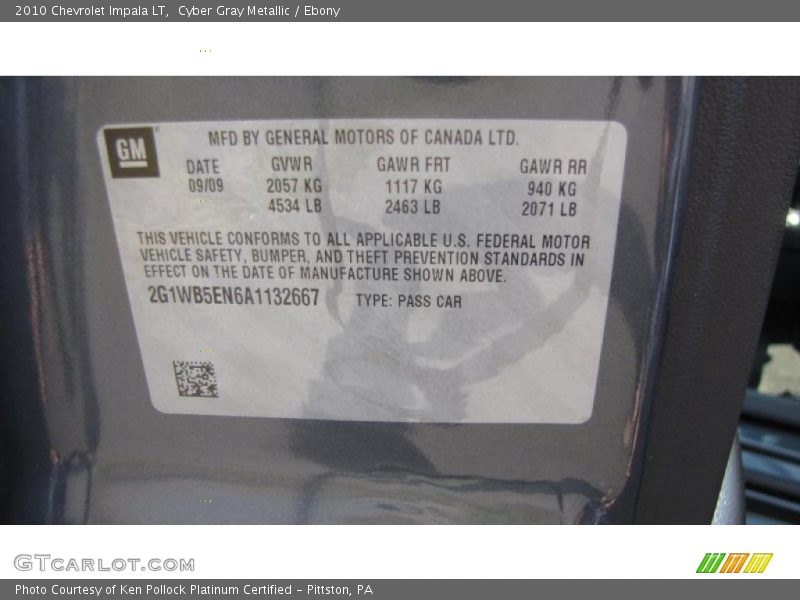 2010 Chevrolet Impala LT, Cyber Gray Metallic / Ebony
GM
MFD BY GENERAL MOTORS OF CANADA LTD.
DATE GVWR GAWR FRT GAWR RR
09/09 2057 KG 1117 KG 940 KG
4534 LB 2463 LB 2071 LB
THIS VEHICLE CONFORMS TO ALL APPLICABLE U.S. FEDERAL MOTOR
VEHICLE SAFETY, BUMPER, AND THEFT PREVENTION STANDARDS IN
EFFECT ON THE DATE OF MANUFACTURE SHOWN ABOVE.
2G1WB5EN6A1132667 TYPE: PASS CAR
GTCARLOT.COM
Photo Courtesy of Ken Pollock Platinum Certified - Pittston, PA